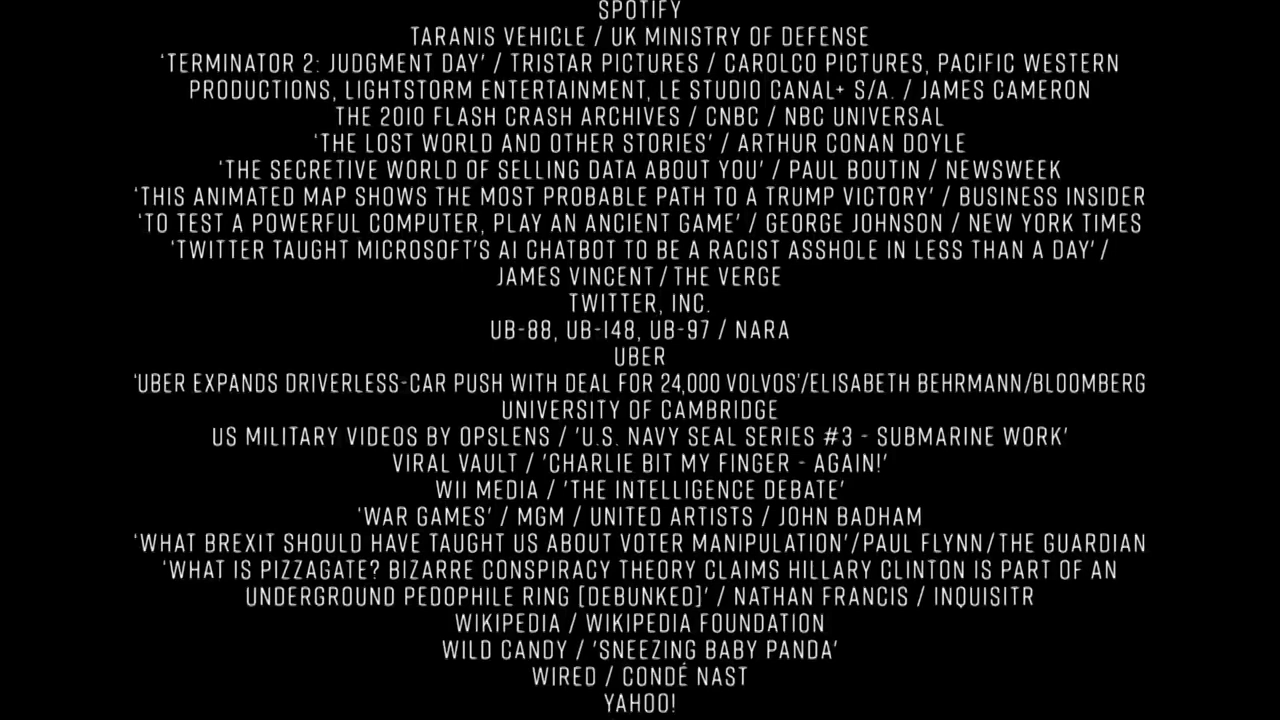 SPOTIFY
TARANIS VEHICLE / UK MINISTRY OF DEFENSE
'TERMINATOR 2: JUDGMENT DAY' / TRISTAR PICTURES / CAROLCO PICTURES, PACIFIC WESTERN
PRODUCTIONS, LIGHTSTORM ENTERTAINMENT, LE STUDIO CANAL+ S/A. / JAMES CAMERON
THE 2010 FLASH CRASH ARCHIVES / CNBC / NBC UNIVERSAL
'THE LOST WORLD AND OTHER STORIES' / ARTHUR CONAN DOYLE
'THE SECRETIVE WORLD OF SELLING DATA ABOUT YOU' / PAUL BOUTIN / NEWSWEEK
'THIS ANIMATED MAP SHOWS THE MOST PROBABLE PATH TO A TRUMP VICTORY' / BUSINESS INSIDER
'TO TEST A POWERFUL COMPUTER, PLAY AN ANCIENT GAME' / GEORGE JOHNSON / NEW YORK TIMES
'TWITTER TAUGHT MICROSOFT'S AI CHATBOT TO BE A RACIST ASSHOLE IN LESS THAN A DAY' /
JAMES VINCENT / THE VERGE
TWITTER, INC.
UB-88, UB-148, UB-97 / NARA
UBER
'UBER EXPANDS DRIVERLESS-CAR PUSH WITH DEAL FOR 24,000 VOLVOS'/ELISABETH BEHRMANN/BLOOMBERG
UNIVERSITY OF CAMBRIDGE
US MILITARY VIDEOS BY OPSLENS / 'U.S. NAVY SEAL SERIES #3 - SUBMARINE WORK'
VIRAL VAULT / 'CHARLIE BIT MY FINGER - AGAIN!'
WII MEDIA / 'THE INTELLIGENCE DEBATE'
'WAR GAMES' / MGM / UNITED ARTISTS / JOHN BADHAM
'WHAT BREXIT SHOULD HAVE TAUGHT US ABOUT VOTER MANIPULATION'/PAUL FLYNN/THE GUARDIAN
'WHAT IS PIZZAGATE? BIZARRE CONSPIRACY THEORY CLAIMS HILLARY CLINTON IS PART OF AN
UNDERGROUND PEDOPHILE RING [DEBUNKED]' / NATHAN FRANCIS / INQUISITR
WIKIPEDIA / WIKIPEDIA FOUNDATION
WILD CANDY / 'SNEEZING BABY PANDA'
WIRED / CONDÉ NAST
YAHOO!